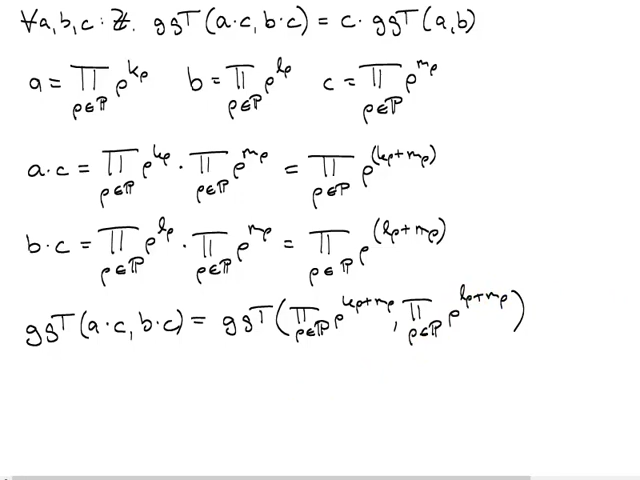 ∀a,b,c : ℤ. ggT(a·c, b·c) = c · ggT(a,b)
a = ∏_{p∈ℙ} p^{k_p} b = ∏_{p∈ℙ} p^{l_p} c = ∏_{p∈ℙ} p^{m_p}
a·c = ∏_{p∈ℙ} p^{k_p} · ∏_{p∈ℙ} p^{m_p} = ∏_{p∈ℙ} p^{(k_p+m_p)}
b·c = ∏_{p∈ℙ} p^{l_p} · ∏_{p∈ℙ} p^{m_p} = ∏_{p∈ℙ} p^{(l_p+m_p)}
ggT(a·c, b·c) = ggT(∏_{p∈ℙ} p^{k_p+m_p}, ∏_{p∈ℙ} p^{l_p+m_p})